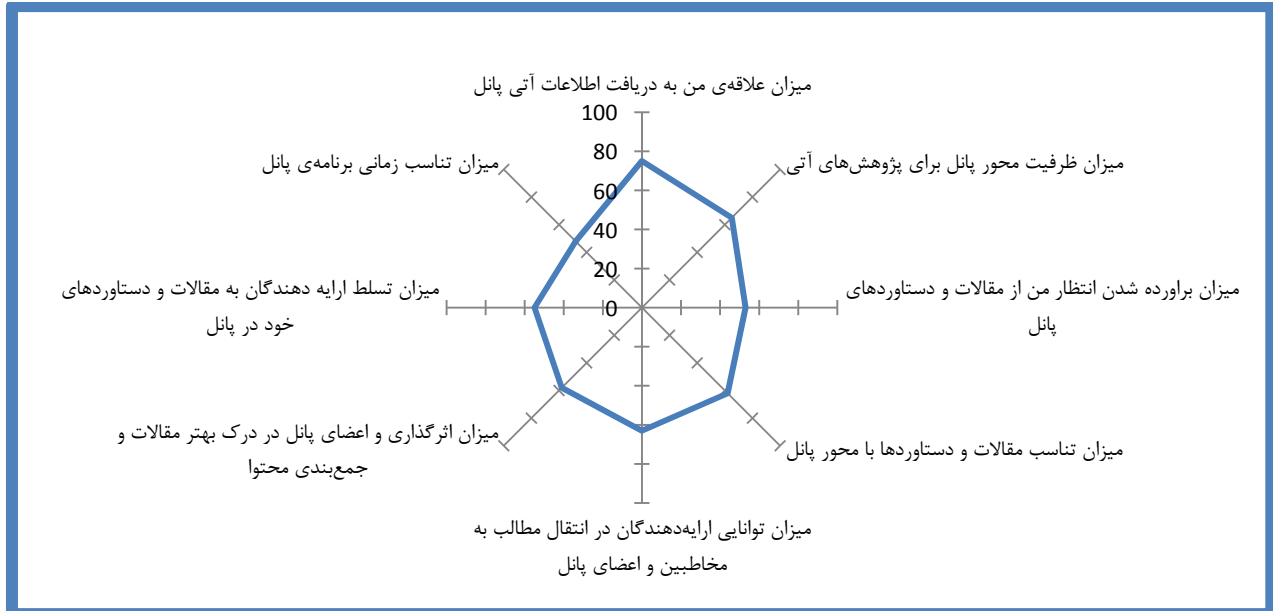 میزان علاقه‌ی من به دریافت اطلاعات آتی پانل
100
80
60
40
20
0
میزان ظرفیت محور پانل برای پژوهش‌های آتی
میزان براورده شدن انتظار من از مقالات و دستاوردهای
پانل
میزان تناسب مقالات و دستاوردها با محور پانل
میزان توانایی ارایه‌دهندگان در انتقال مطالب به
مخاطبین و اعضای پانل
میزان اثرگذاری و اعضای پانل در درک بهتر مقالات و
جمع‌بندی محتوا
میزان تسلط ارایه دهندگان به مقالات و دستاوردهای
خود در پانل
میزان تناسب زمانی برنامه‌ی پانل